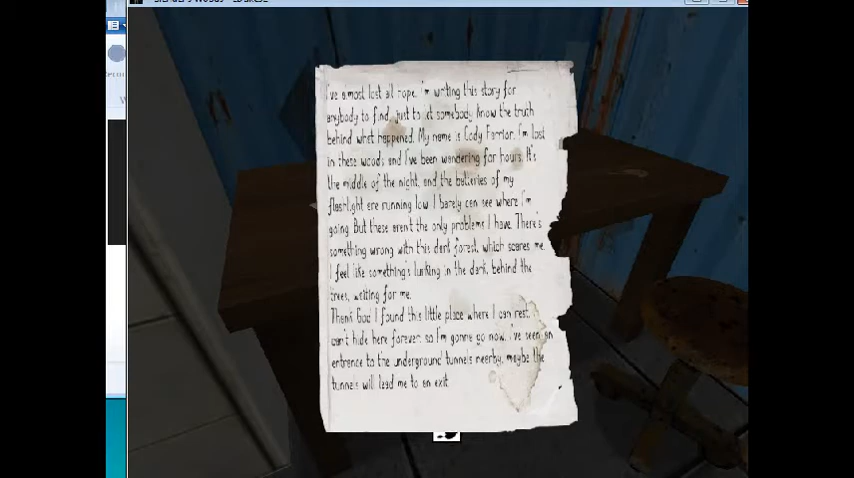 I've almost lost all hope. I'm writing this story for
anybody to find, just to let somebody know the truth
behind what happened. My name is Cody Farrior. I'm lost
in these woods and I've been wandering for hours. It's
the middle of the night, and the batteries of my
flashlight are running low I barely can see where I'm
going. But these aren't the only problems I have. There's
something wrong with this dark forest, which scares me.
I feel like something's lurking in the dark, behind the
trees, waiting for me.
Thank God I found this little place where I can rest.
can't hide here forever, so I'm gonna go now. I've seen an
entrance to the underground tunnels nearby, maybe the
tunnels will lead me to an exit.